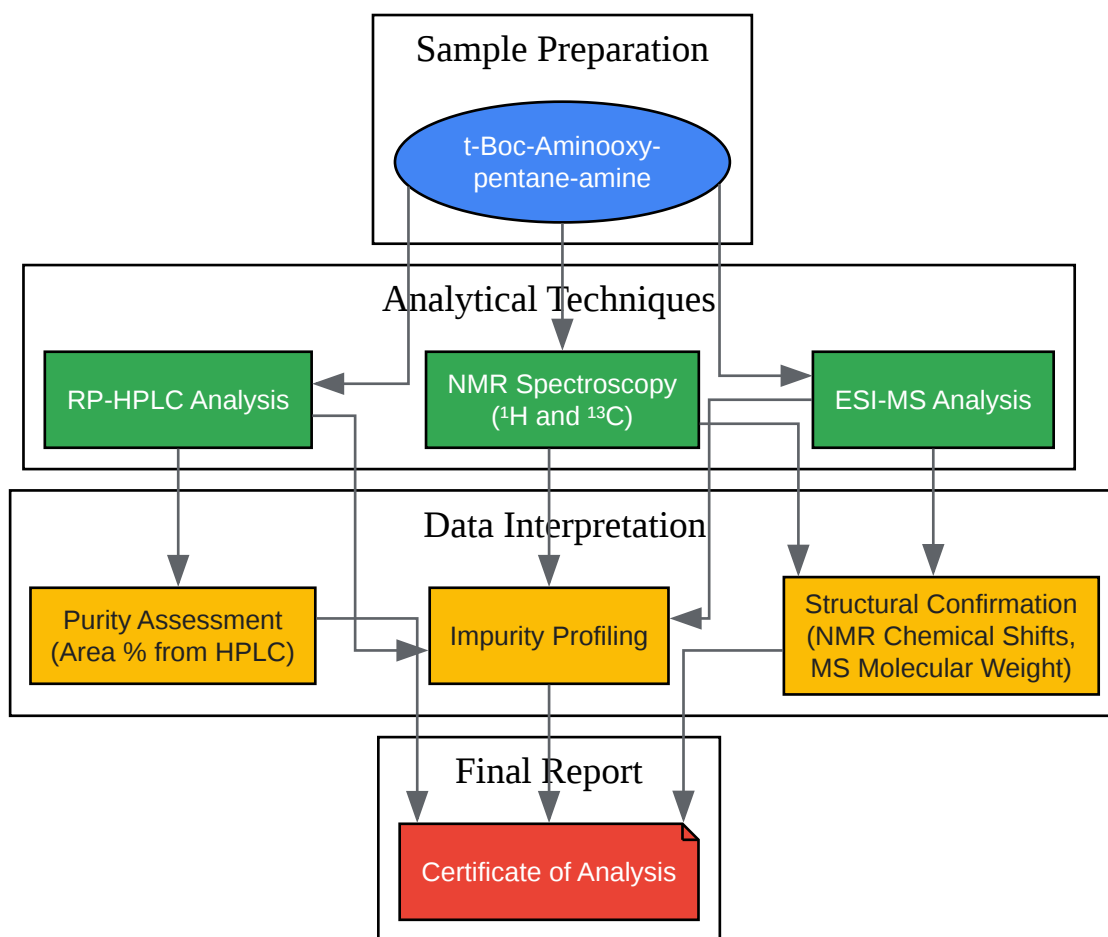 Sample Preparation
t-Boc-Aminooxy-
pentane-amine
Analytical Techniques
RP-HPLC Analysis
NMR Spectroscopy
(¹H and ¹³C)
ESI-MS Analysis
Data Interpretation
Purity Assessment
(Area % from HPLC)
Impurity Profiling
Structural Confirmation
(NMR Chemical Shifts,
MS Molecular Weight)
Final Report
Certificate of Analysis